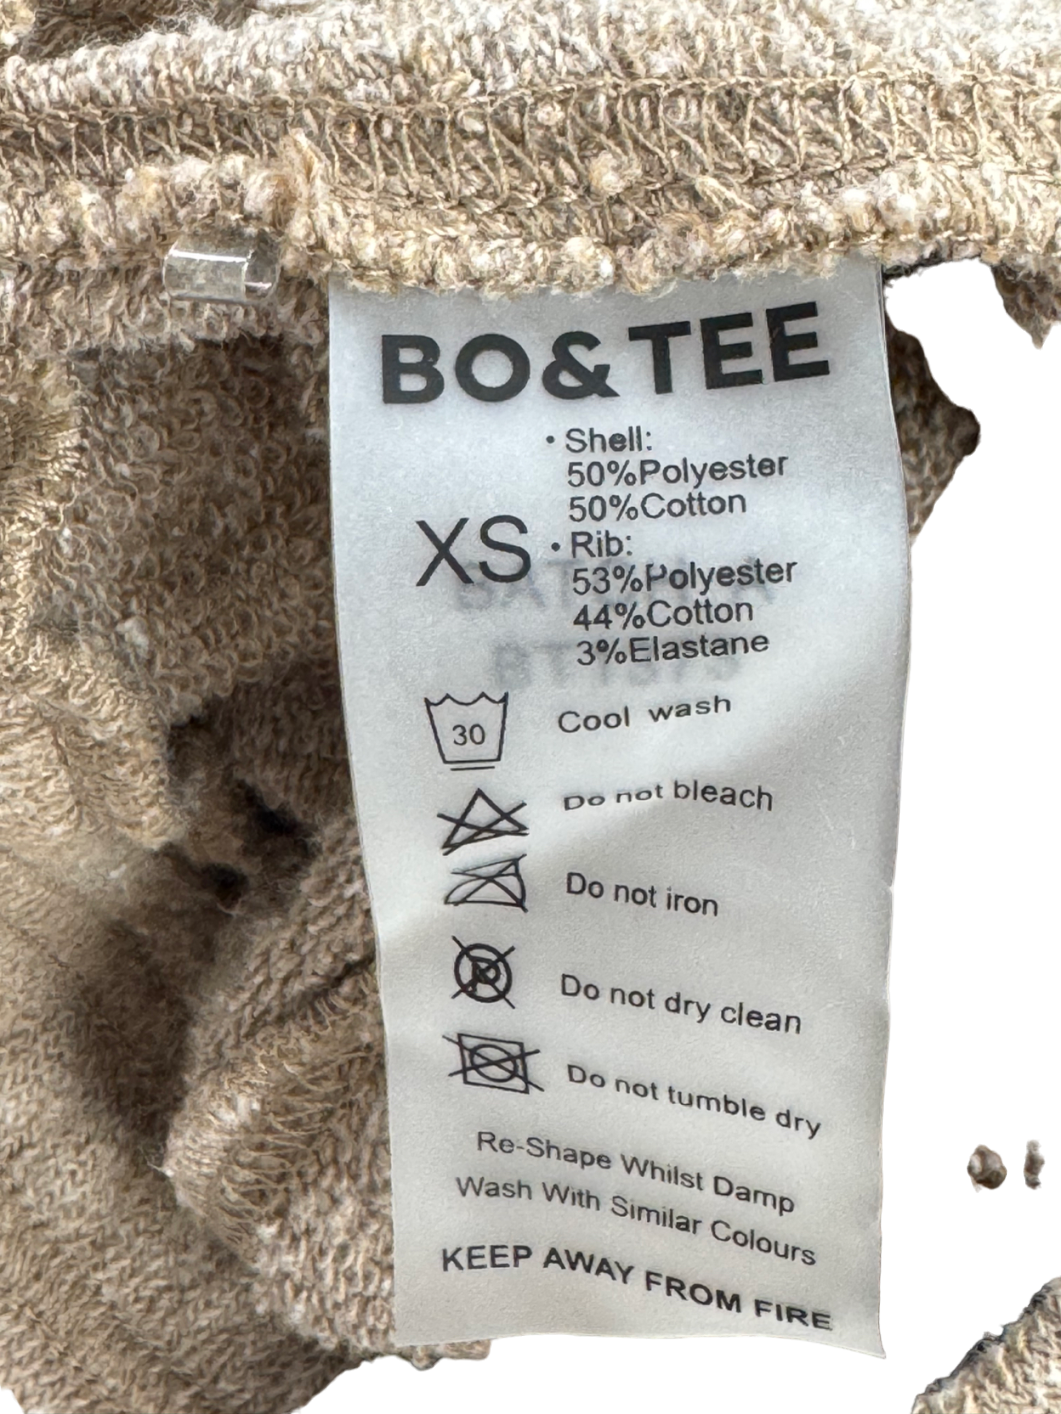 BO&TEE
XS
• Shell:
50%Polyester
50%Cotton
• Rib:
53%Polyester
44%Cotton
3%Elastane
30
Cool wash
Do not bleach
Do not iron
P
Do not dry clean
Do not tumble dry
Re-Shape Whilst Damp
Wash With Similar Colours
KEEP AWAY FROM FIRE